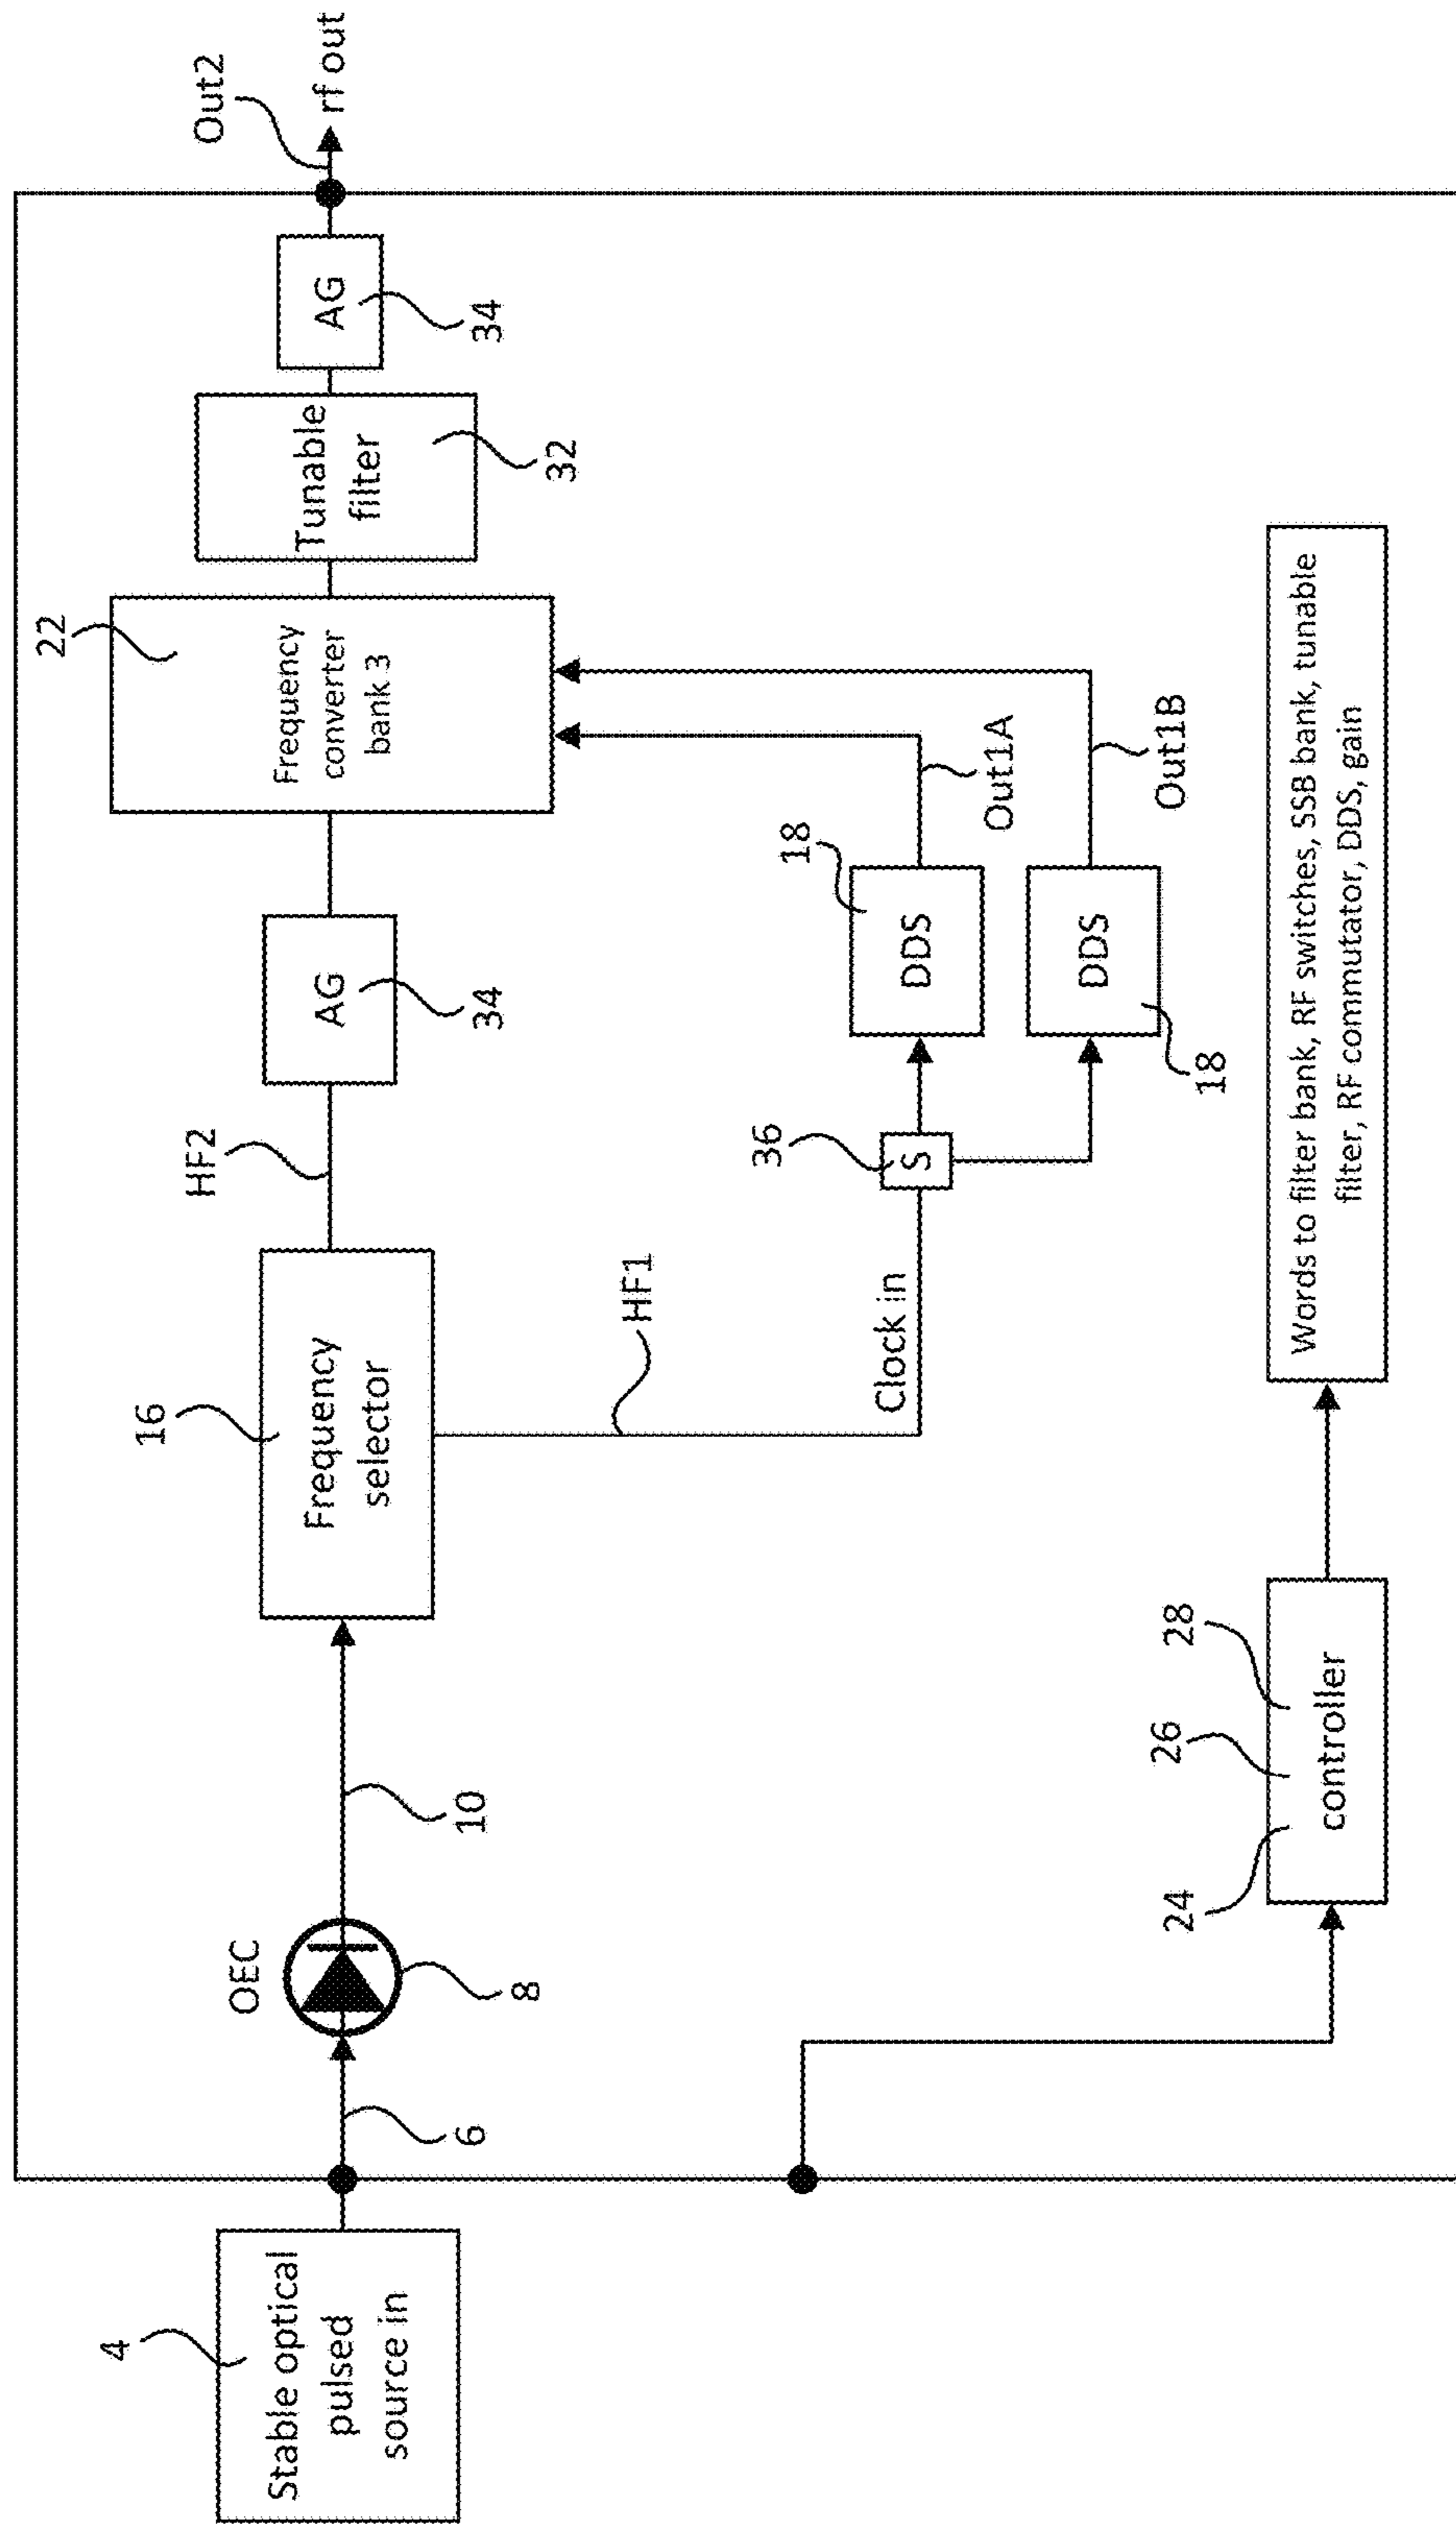 4
Stable optical
pulsed
source in
6
OEC
8
10
16
Frequency
selector
HF2
HF1
AG
34
22
Frequency
converter
bank 3
Tunable
filter
32
AG
34
Out2
rf out
Clock in
36
S
18
DDS
Out1A
DDS
18
Out1B
24
26
28
controller
Words to filter bank, RF switches, SSB bank, tunable
filter, RF commutator, DDS, gain